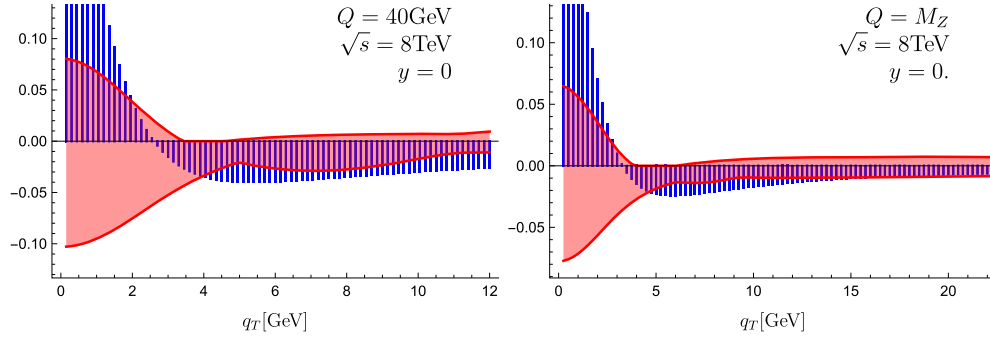 Q = 40GeV
√s = 8TeV
y = 0
0.10
0.05
0.00
−0.05
−0.10
0 2 4 6 8 10 12
q_T[GeV]
Q = M_Z
√s = 8TeV
y = 0.
0.10
0.05
0.00
−0.05
0 5 10 15 20
q_T[GeV]